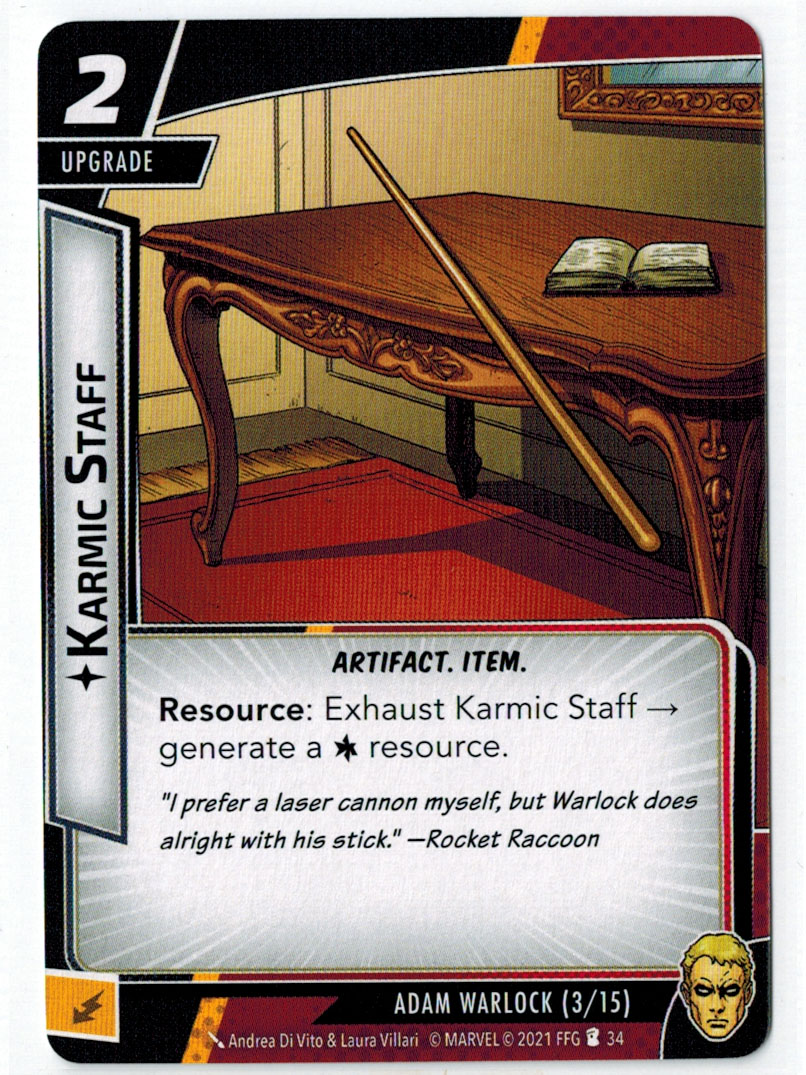 2
UPGRADE
KARMIC STAFF
ARTIFACT. ITEM.
Resource: Exhaust Karmic Staff →
generate a resource.
"I prefer a laser cannon myself, but Warlock does
alright with his stick." —Rocket Raccoon
ADAM WARLOCK (3/15)
Andrea Di Vito & Laura Villari © MARVEL © 2021 FFG 34